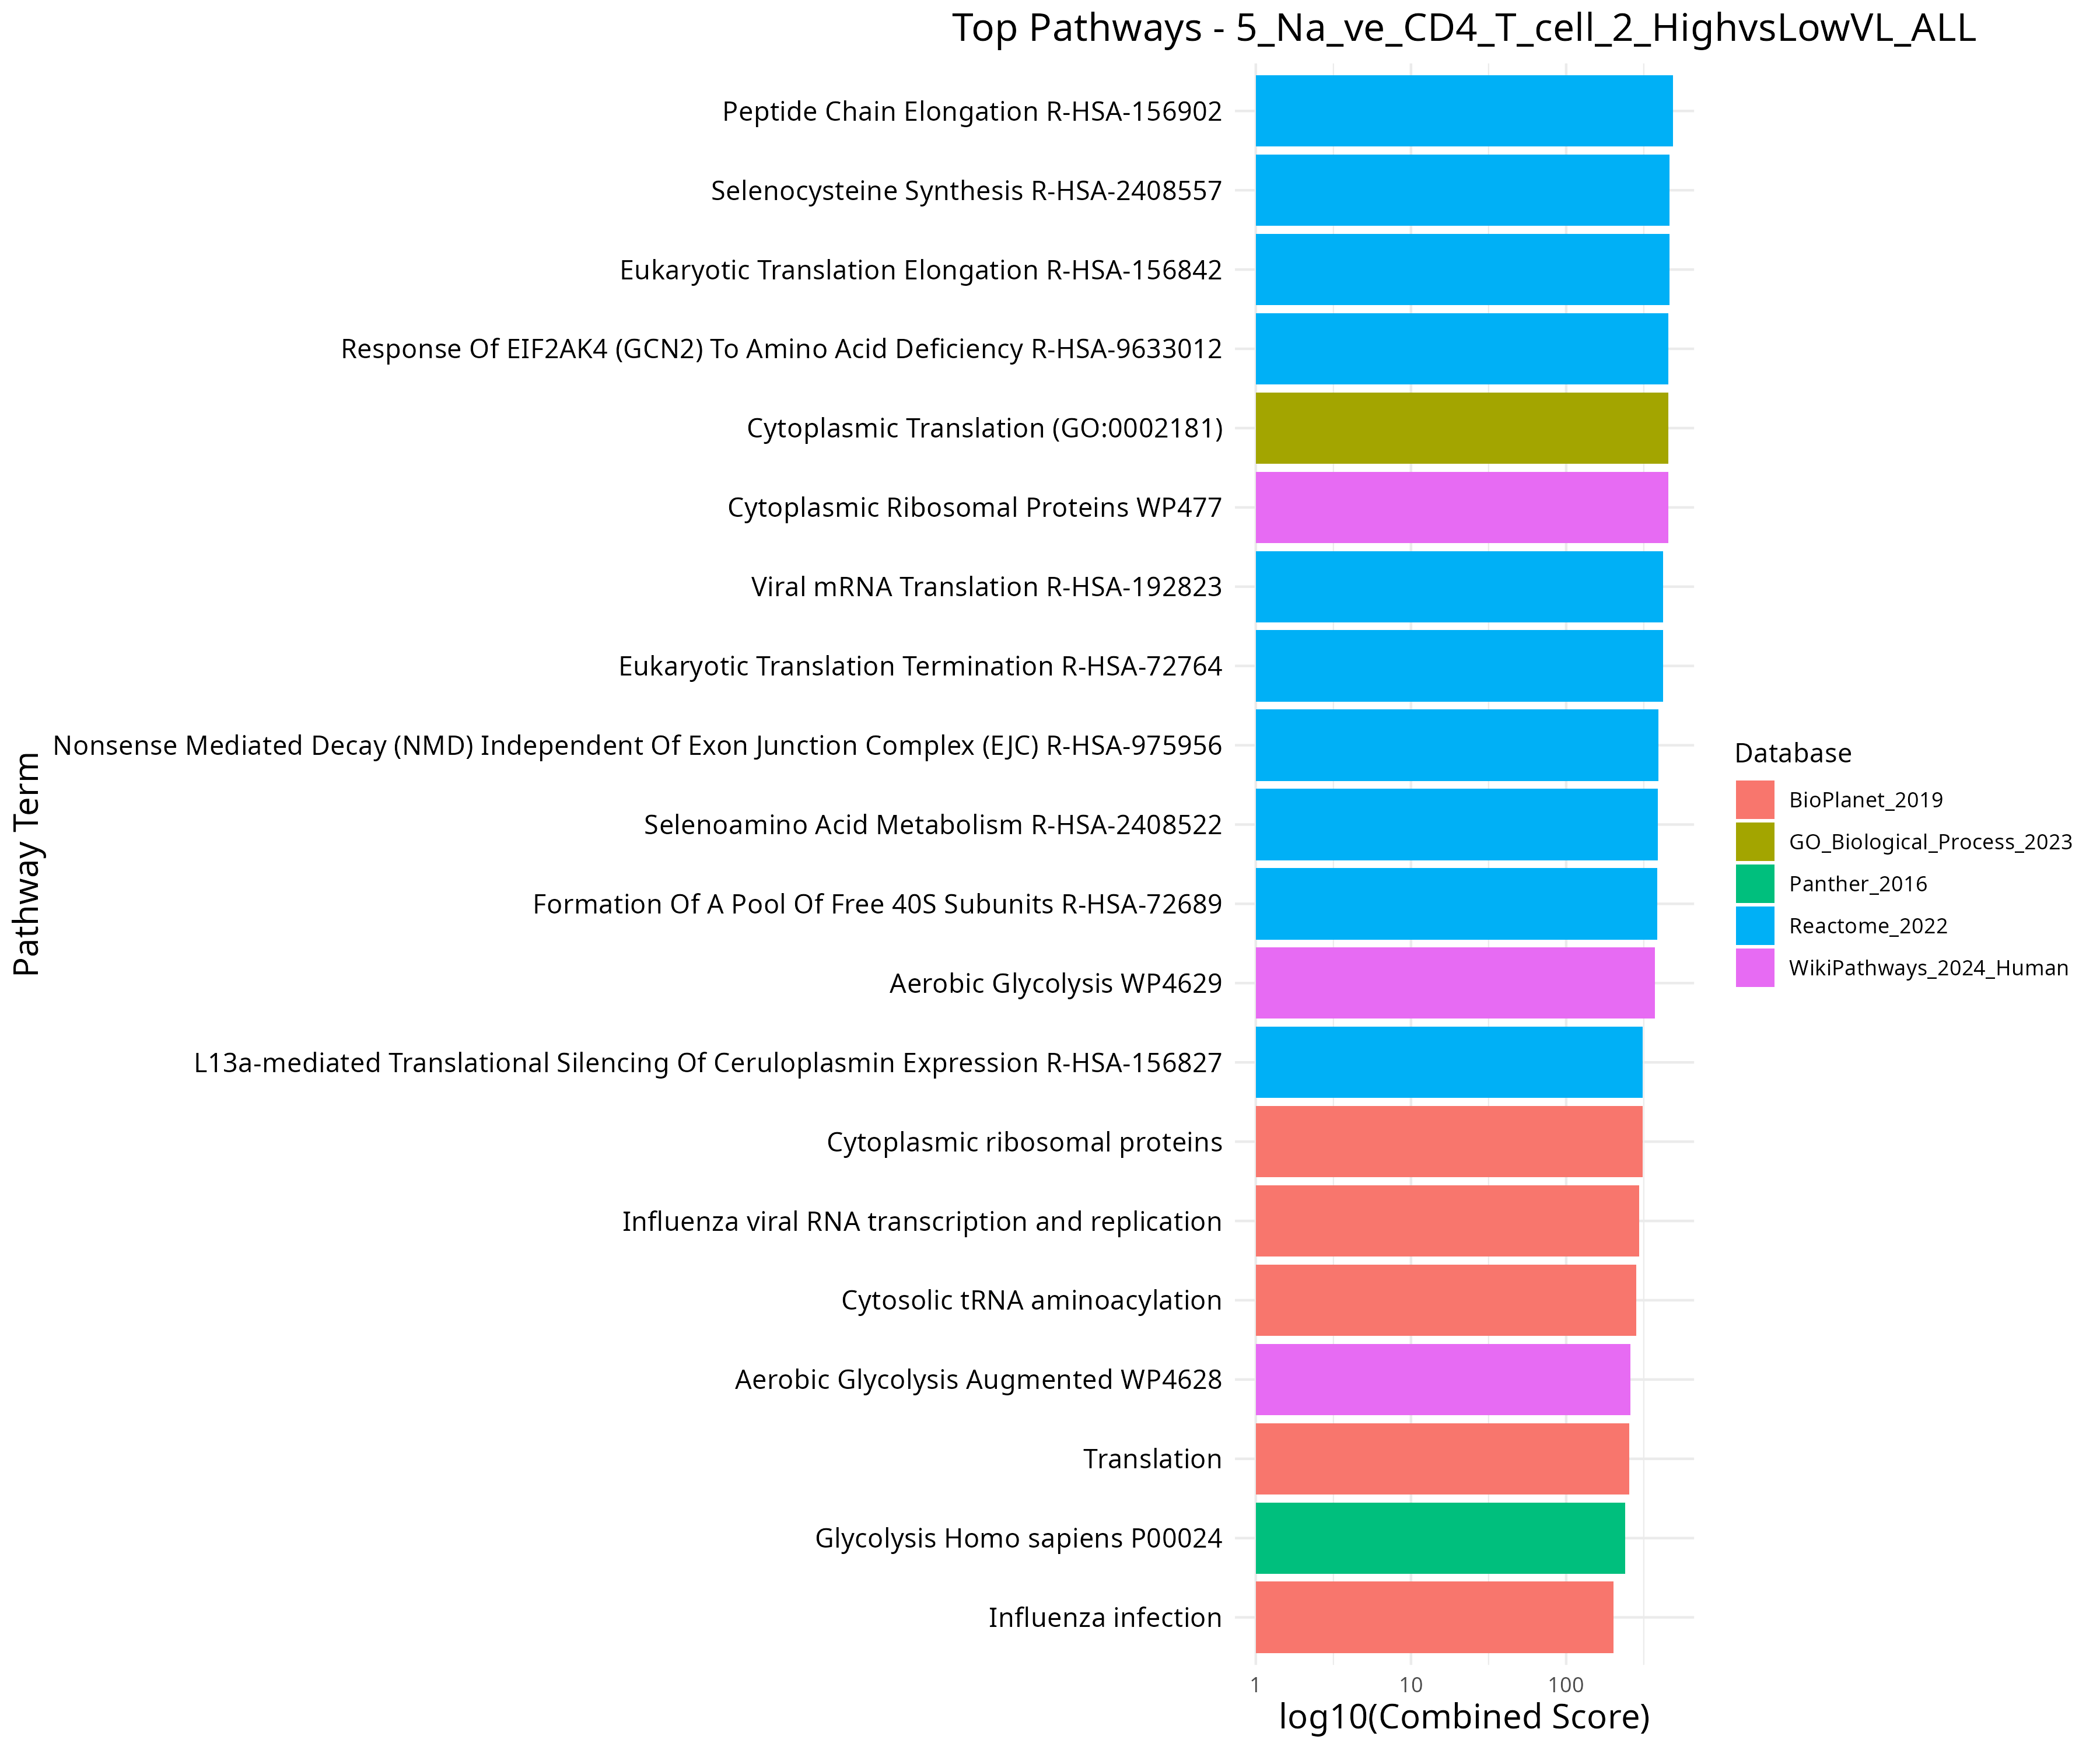 Top Pathways - 5_Na_ve_CD4_T_cell_2_HighvsLowVL_ALL
Pathway Term
Peptide Chain Elongation R-HSA-156902
Selenocysteine Synthesis R-HSA-2408557
Eukaryotic Translation Elongation R-HSA-156842
Response Of EIF2AK4 (GCN2) To Amino Acid Deficiency R-HSA-9633012
Cytoplasmic Translation (GO:0002181)
Cytoplasmic Ribosomal Proteins WP477
Viral mRNA Translation R-HSA-192823
Eukaryotic Translation Termination R-HSA-72764
Nonsense Mediated Decay (NMD) Independent Of Exon Junction Complex (EJC) R-HSA-975956
Selenoamino Acid Metabolism R-HSA-2408522
Formation Of A Pool Of Free 40S Subunits R-HSA-72689
Aerobic Glycolysis WP4629
L13a-mediated Translational Silencing Of Ceruloplasmin Expression R-HSA-156827
Cytoplasmic ribosomal proteins
Influenza viral RNA transcription and replication
Cytosolic tRNA aminoacylation
Aerobic Glycolysis Augmented WP4628
Translation
Glycolysis Homo sapiens P00024
Influenza infection
1 10 100
log10(Combined Score)
Database
BioPlanet_2019
GO_Biological_Process_2023
Panther_2016
Reactome_2022
WikiPathways_2024_Human